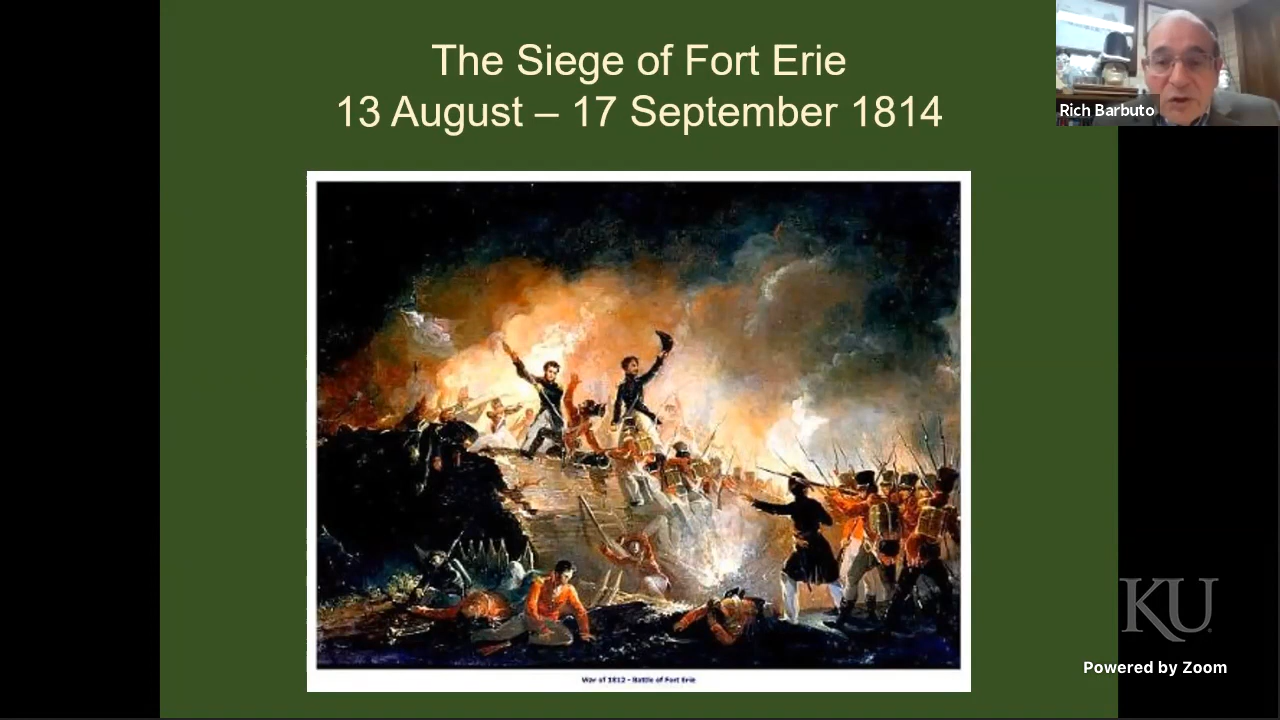 The Siege of Fort Erie
13 August – 17 September 1814
Rich Barbuto
War of 1812 - Battle of Fort Erie
KU
Powered by Zoom